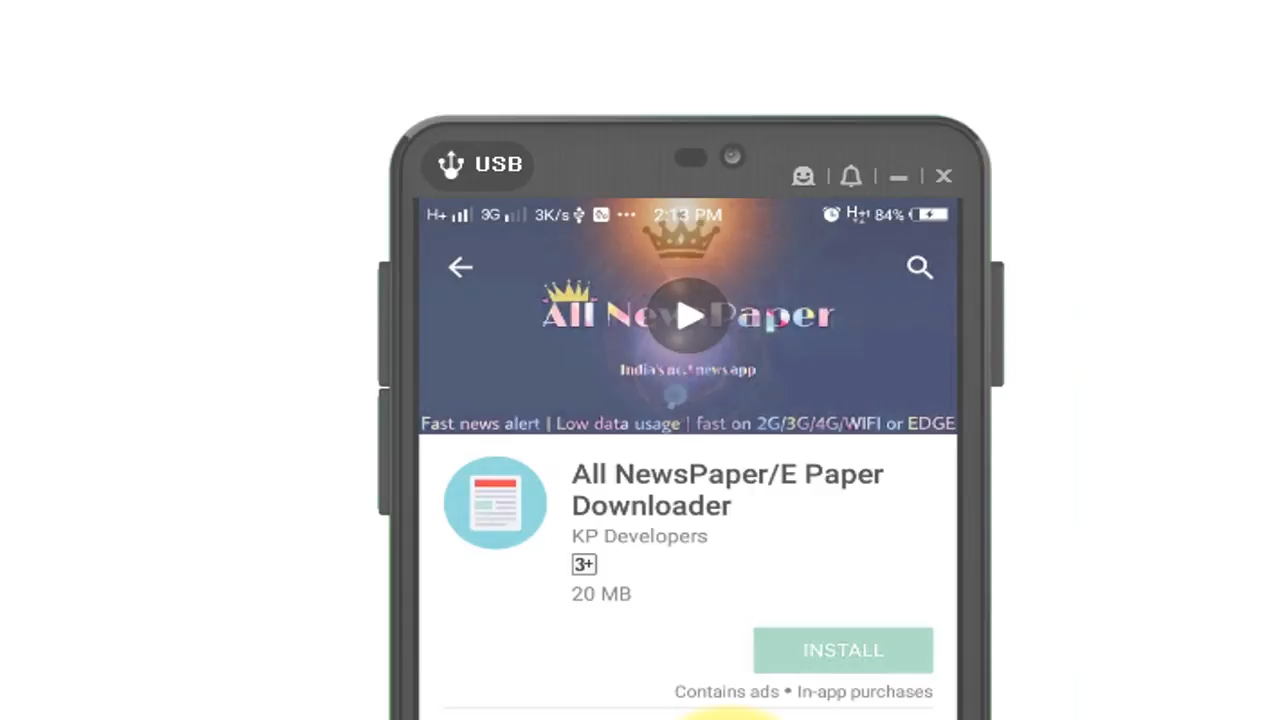 USB
H+ 3G 3K/s ... 2:13 PM H+ 84%
All NewsPaper
India's no.1 news app
Fast news alert | Low data usage | fast on 2G/3G/4G/WIFI or EDGE
All NewsPaper/E Paper
Downloader
KP Developers
3+
20 MB
INSTALL
Contains ads • In-app purchases